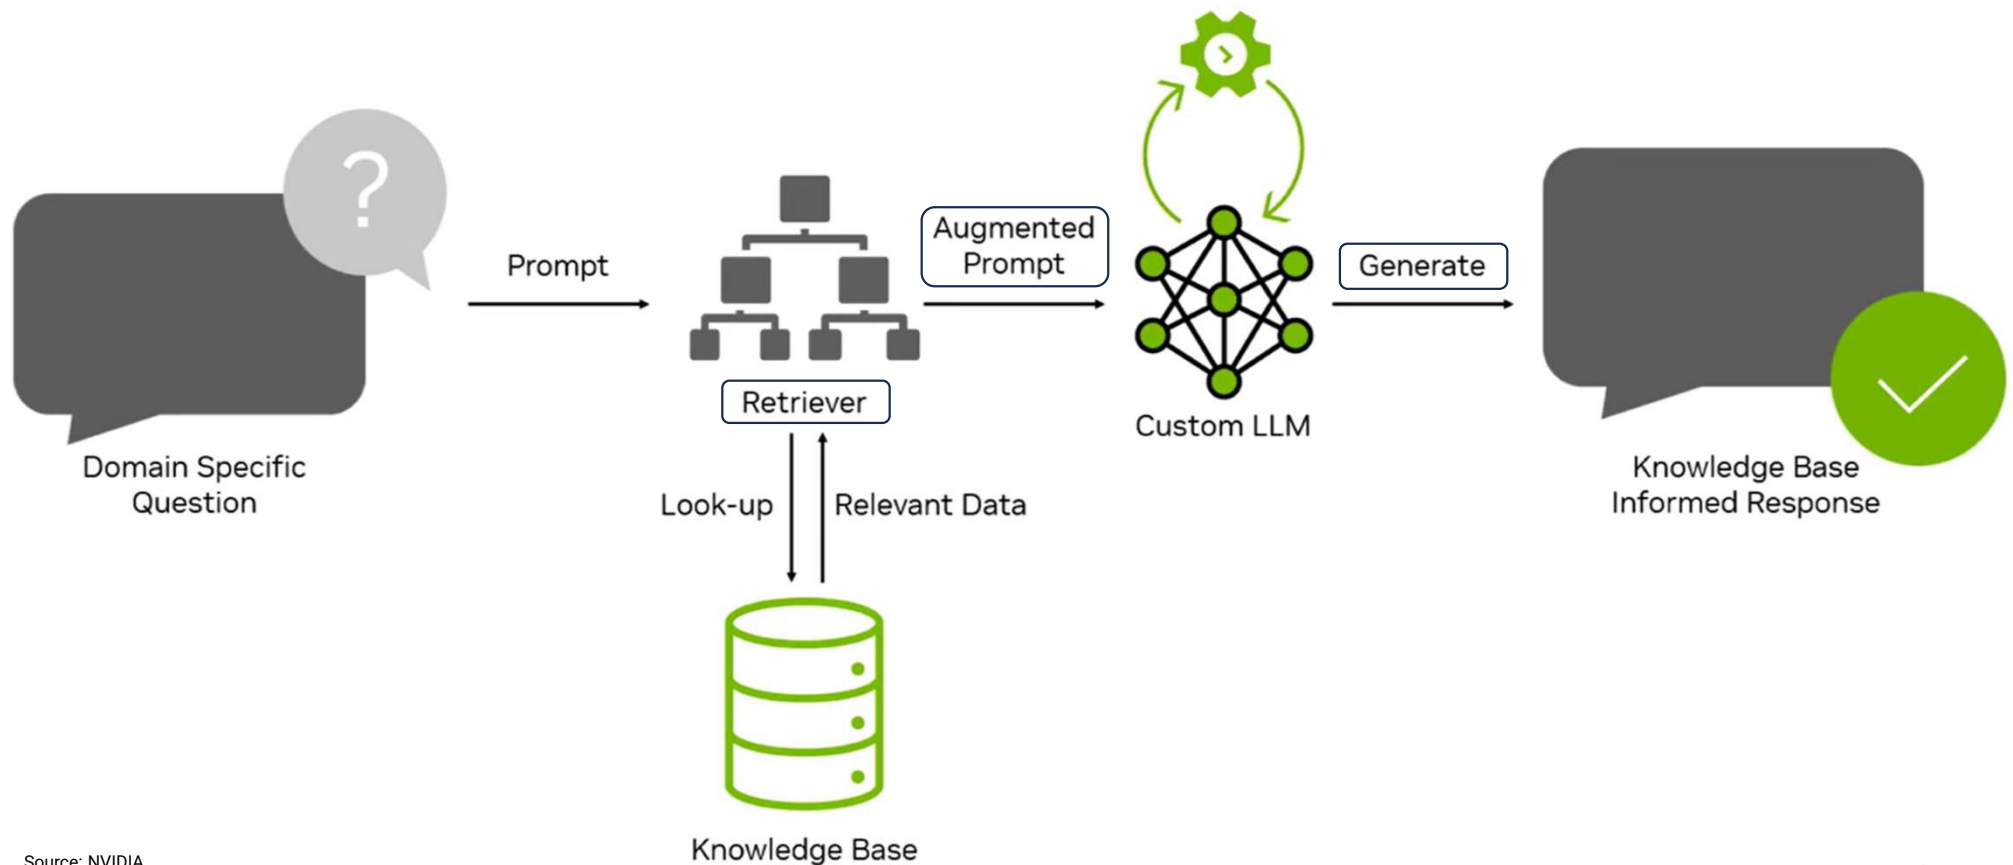 ?
Prompt
Augmented
Prompt
Generate
Retriever
Custom LLM
Domain Specific
Question
Knowledge Base
Informed Response
Look-up
Relevant Data
Knowledge Base
Source: NVIDIA